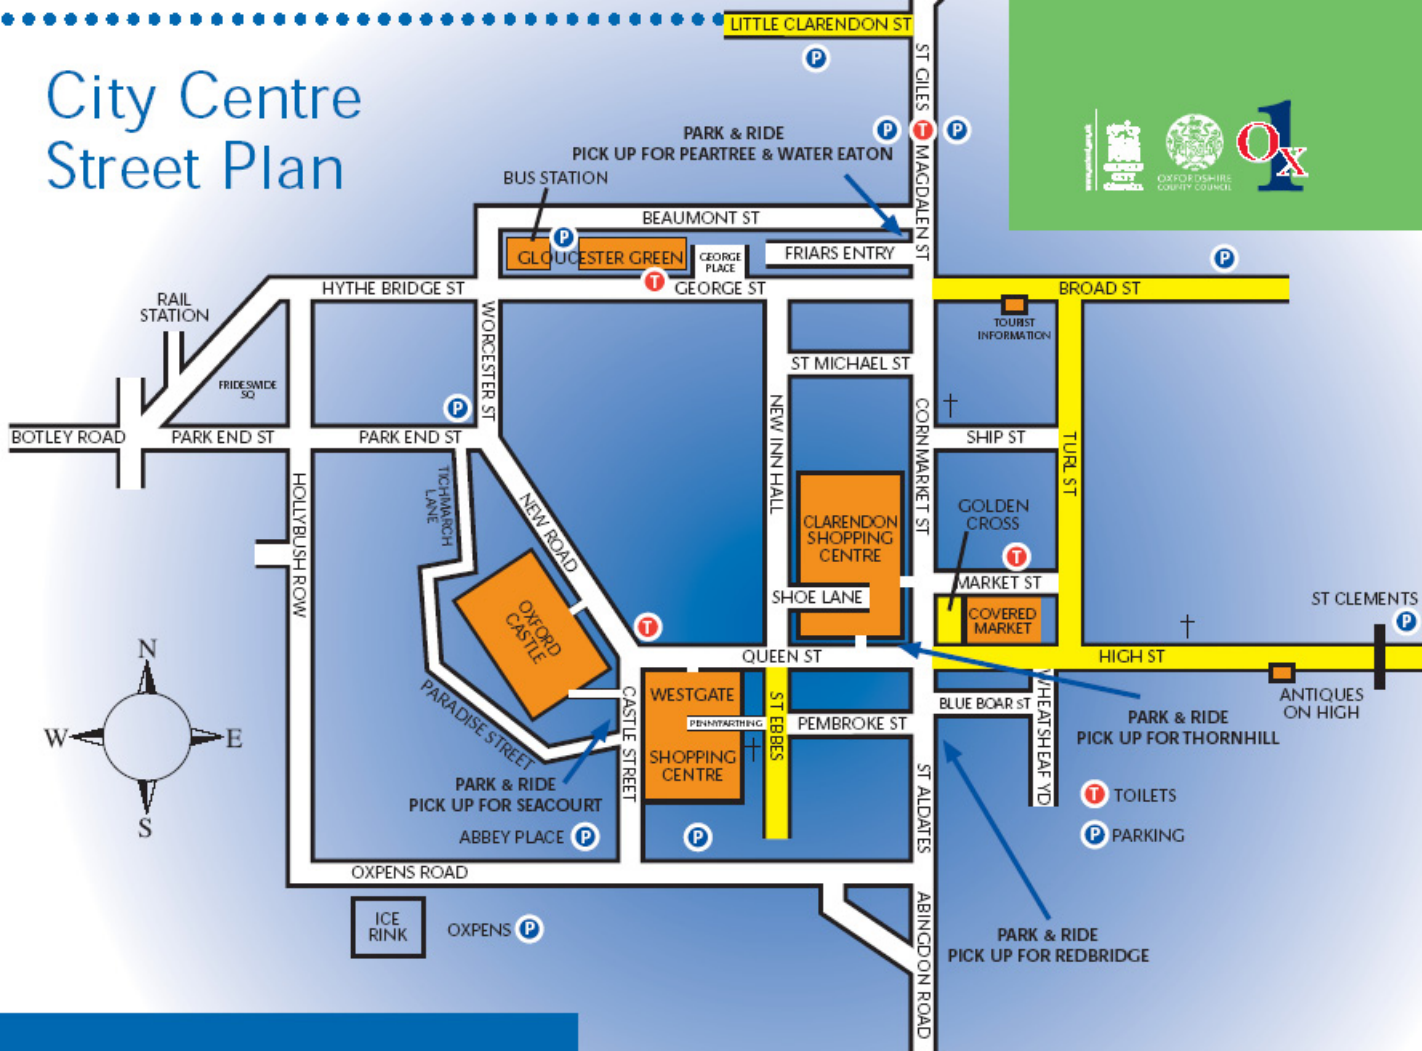 LITTLE CLARENDON ST
P
City Centre
Street Plan
ST GILES
P
T
P
OX1
OXFORD
CITY
COUNCIL
OXFORDSHIRE
COUNTY COUNCIL
PARK & RIDE
PICK UP FOR PEARTREE & WATER EATON
MAGDALEN ST
BUS STATION
BEAUMONT ST
P
GLOUCESTER GREEN
GEORGE
PLACE
FRIARS ENTRY
P
T
HYTHE BRIDGE ST
GEORGE ST
BROAD ST
RAIL
STATION
WORCESTER ST
TOURIST
INFORMATION
ST MICHAEL ST
FRIDESWIDE
SQ
P
NEW INN HALL
CORNMARKET ST
BOTLEY ROAD
PARK END ST
PARK END ST
SHIP ST
TURL ST
HOLLYBUSH ROW
TICHMARCH
LANE
NEW ROAD
CLARENDON
SHOPPING
CENTRE
GOLDEN
CROSS
T
MARKET ST
SHOE LANE
OXFORD
CASTLE
T
COVERED
MARKET
ST CLEMENTS
P
QUEEN ST
HIGH ST
N
W
E
S
PARADISE STREET
CASTLE STREET
WESTGATE
PENNYFARTHING
SHOPPING
CENTRE
ST EBBES
PEMBROKE ST
BLUE BOAR ST
WHEATSHEAF YD
ANTIQUES
ON HIGH
PARK & RIDE
PICK UP FOR THORNHILL
PARK & RIDE
PICK UP FOR SEACOURT
ST ALDATES
T TOILETS
P PARKING
ABBEY PLACE P
P
OXPENS ROAD
ICE
RINK
OXPENS P
ABINGDON ROAD
PARK & RIDE
PICK UP FOR REDBRIDGE